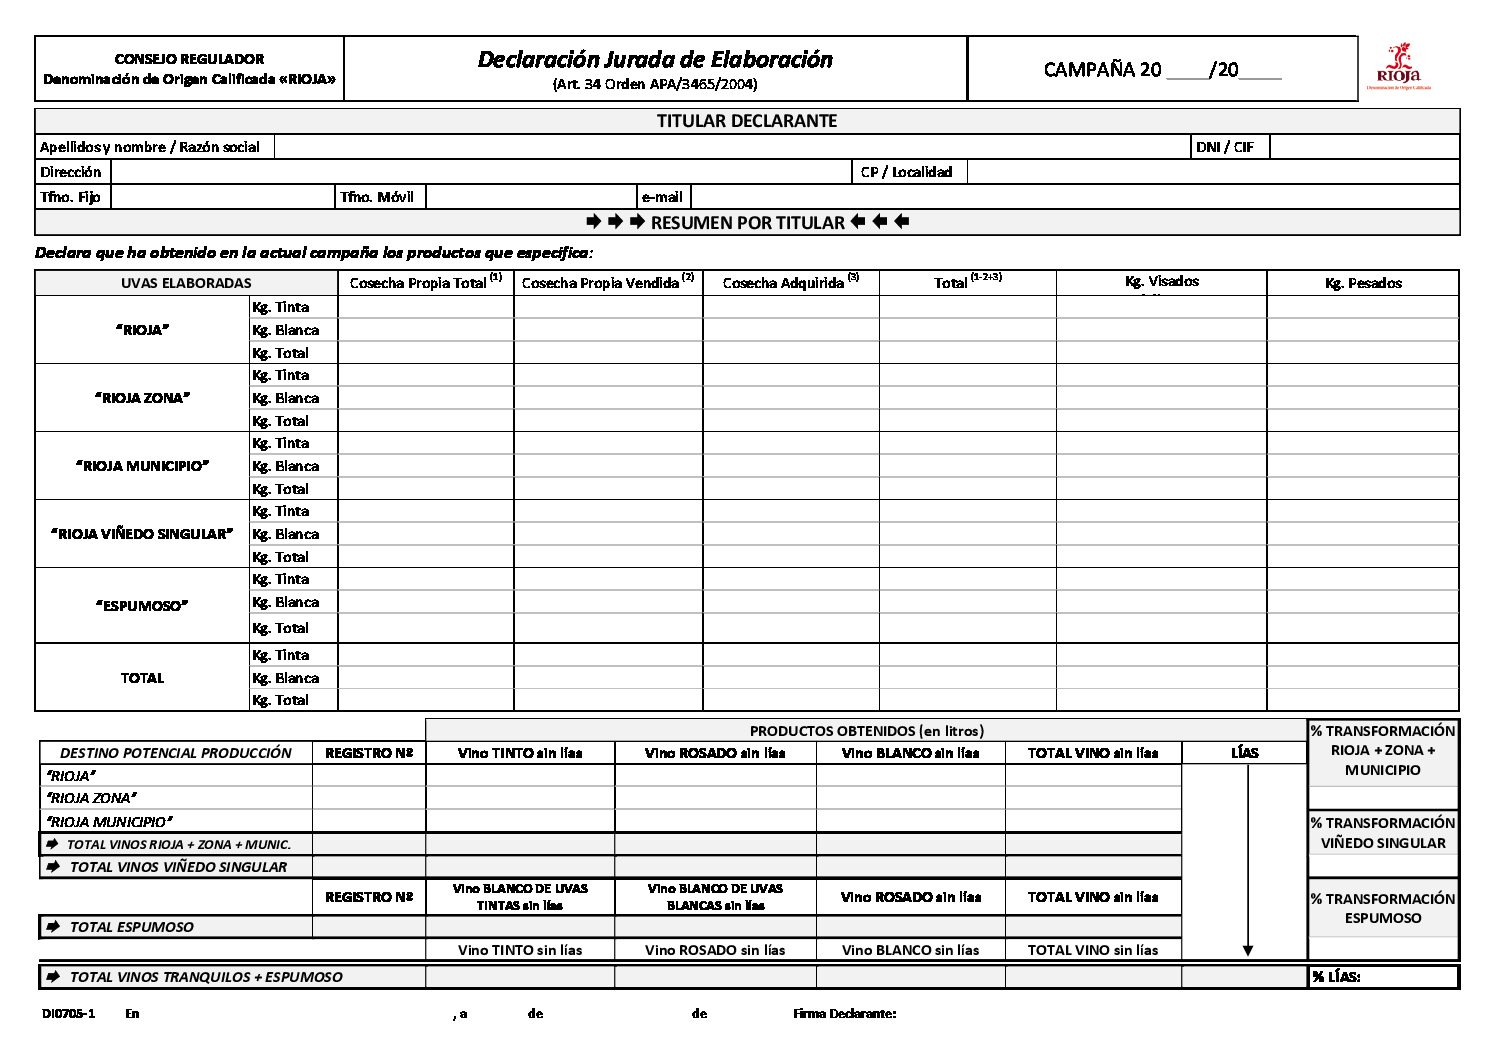 CONSEJO REGULADOR
Denominación de Origen Calificada «RIOJA»
Declaración Jurada de Elaboración
(Art. 34 Orden APA/3465/2004)
CAMPAÑA 20 ____/20____
RIOJA
Denominación de Origen Calificada
TITULAR DECLARANTE
Apellidos y nombre / Razón social
DNI / CIF
Dirección
CP / Localidad
Tfno. Fijo
Tfno. Móvil
e-mail
RESUMEN POR TITULAR
Declara que ha obtenido en la actual campaña los productos que especifica:
UVAS ELABORADAS Cosecha Propia Total (1) Cosecha Propia Vendida (2) Cosecha Adquirida (3) Total (1-2+3) Kg. Visados Kg. Pesados
“RIOJA”
Kg. Tinta
Kg. Blanca
Kg. Total
“RIOJA ZONA”
Kg. Tinta
Kg. Blanca
Kg. Total
“RIOJA MUNICIPIO”
Kg. Tinta
Kg. Blanca
Kg. Total
“RIOJA VIÑEDO SINGULAR”
Kg. Tinta
Kg. Blanca
Kg. Total
“ESPUMOSO”
Kg. Tinta
Kg. Blanca
Kg. Total
TOTAL
Kg. Tinta
Kg. Blanca
Kg. Total
PRODUCTOS OBTENIDOS (en litros)
DESTINO POTENCIAL PRODUCCIÓN REGISTRO Nº Vino TINTO sin lías Vino ROSADO sin lías Vino BLANCO sin lías TOTAL VINO sin lías LÍAS
% TRANSFORMACIÓN
RIOJA + ZONA +
MUNICIPIO
“RIOJA”
“RIOJA ZONA”
“RIOJA MUNICIPIO”
% TRANSFORMACIÓN
VIÑEDO SINGULAR
TOTAL VINOS RIOJA + ZONA + MUNIC.
TOTAL VINOS VIÑEDO SINGULAR
REGISTRO Nº
Vino BLANCO DE UVAS
TINTAS sin lías
Vino BLANCO DE UVAS
BLANCAS sin lías
Vino ROSADO sin lías
TOTAL VINO sin lías
% TRANSFORMACIÓN
ESPUMOSO
TOTAL ESPUMOSO
Vino TINTO sin lías Vino ROSADO sin lías Vino BLANCO sin lías TOTAL VINO sin lías
TOTAL VINOS TRANQUILOS + ESPUMOSO
% LÍAS:
DI0705-1 En , a de de Firma Declarante: